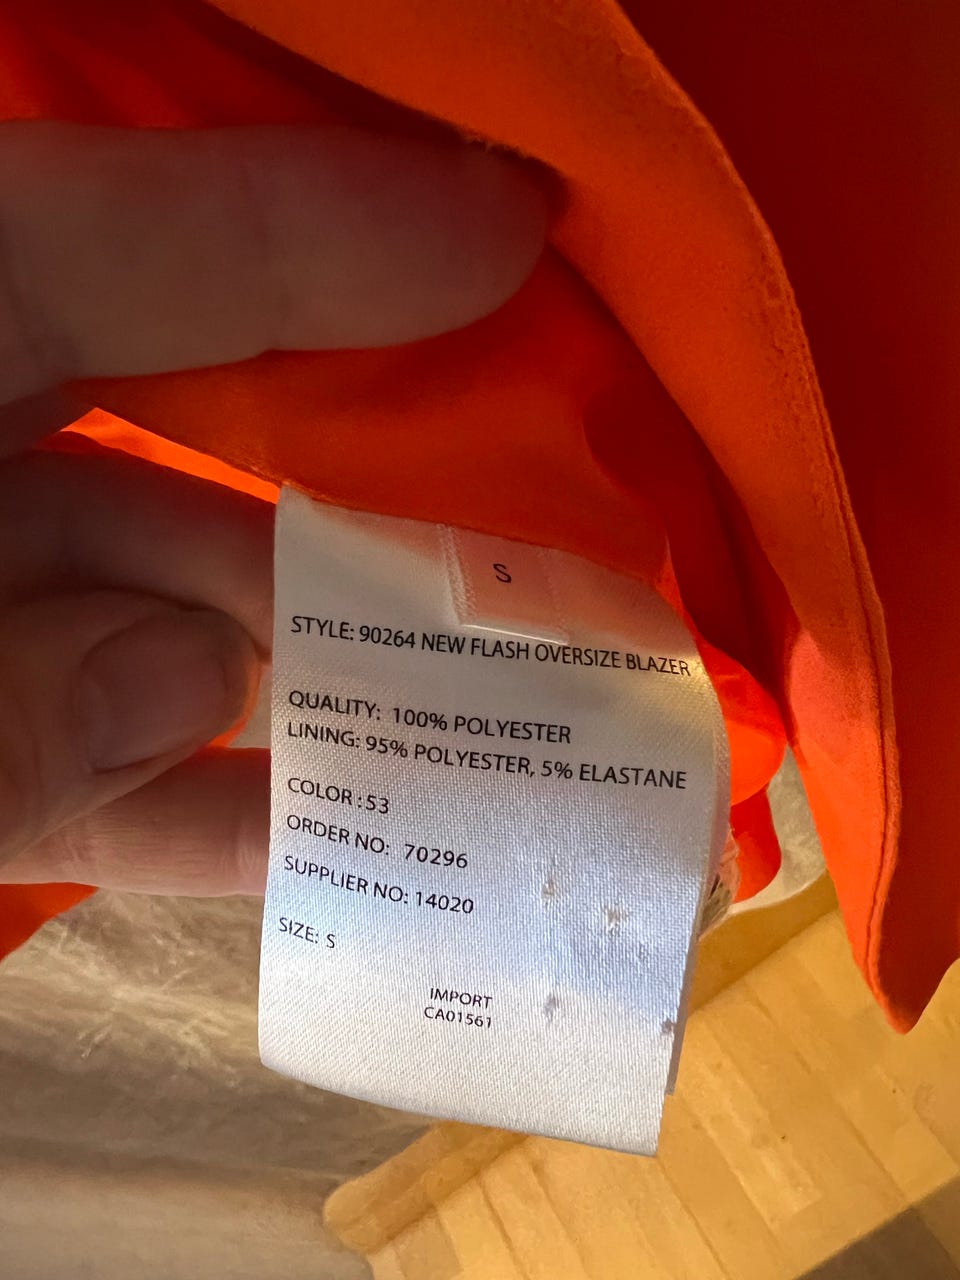 S
STYLE: 90264 NEW FLASH OVERSIZE BLAZER
QUALITY: 100% POLYESTER
LINING: 95% POLYESTER, 5% ELASTANE
COLOR : 53
ORDER NO: 70296
SUPPLIER NO: 14020
SIZE: S
IMPORT
CA01561